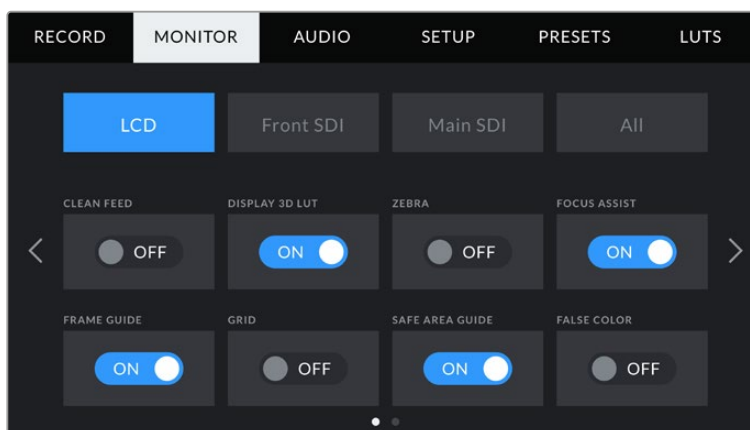 RECORD MONITOR AUDIO SETUP PRESETS LUTS
LCD Front SDI Main SDI All
CLEAN FEED DISPLAY 3D LUT ZEBRA FOCUS ASSIST
OFF ON OFF ON
FRAME GUIDE GRID SAFE AREA GUIDE FALSE COLOR
ON OFF ON OFF